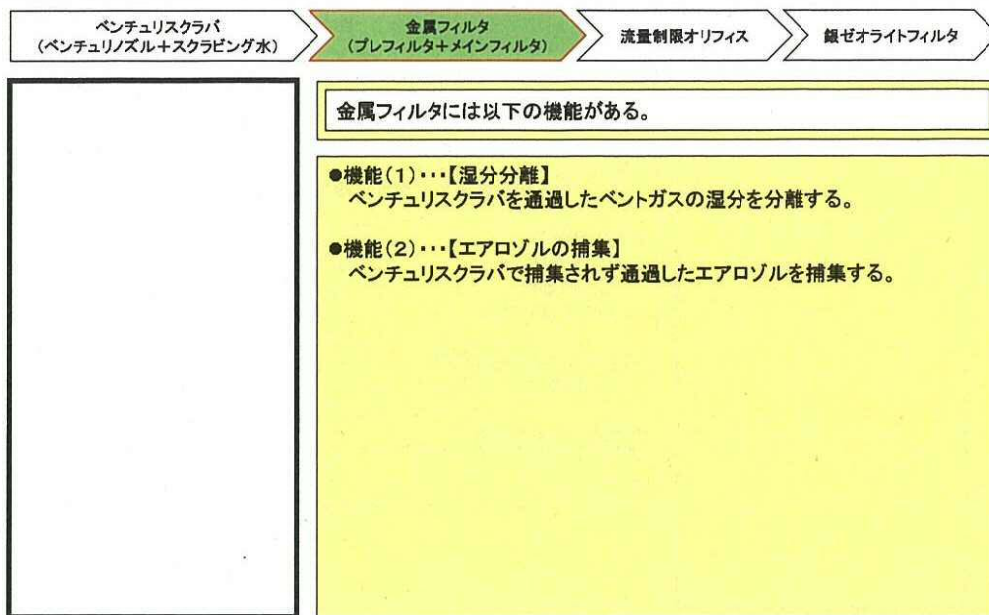 ベンチュリスクラバ
(ベンチュリノズル+スクラビング水)
金属フィルタ
(プレフィルタ+メインフィルタ)
流量制限オリフィス
銀ゼオライトフィルタ
金属フィルタには以下の機能がある。
●機能(1)・・・【湿分分離】
ベンチュリスクラバを通過したベントガスの湿分を分離する。
●機能(2)・・・【エアロゾルの捕集】
ベンチュリスクラバで捕集されず通過したエアロゾルを捕集する。